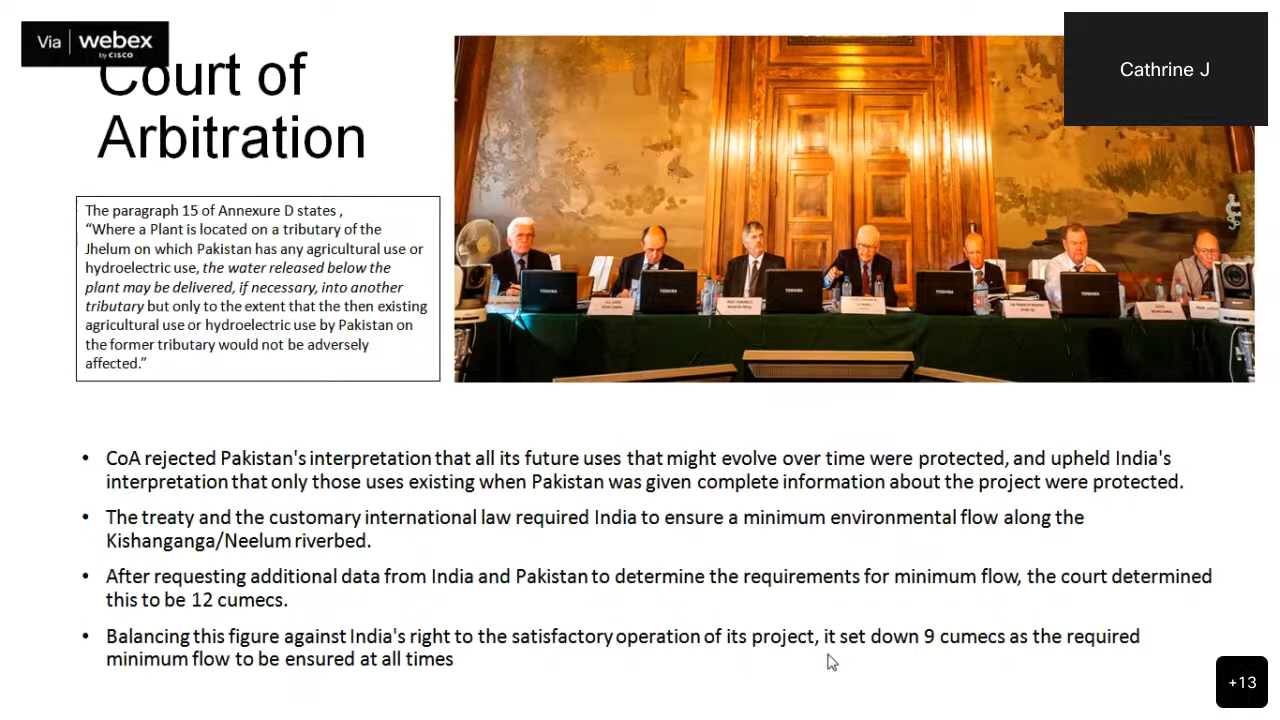 Via webex
by CISCO
Court of
Arbitration
Cathrine J
The paragraph 15 of Annexure D states ,
“Where a Plant is located on a tributary of the
Jhelum on which Pakistan has any agricultural use or
hydroelectric use, the water released below the
plant may be delivered, if necessary, into another
tributary but only to the extent that the then existing
agricultural use or hydroelectric use by Pakistan on
the former tributary would not be adversely
affected.”
TOSHIBA
TOSHIBA
TOSHIBA
TOSHIBA
TOSHIBA
• CoA rejected Pakistan's interpretation that all its future uses that might evolve over time were protected, and upheld India's
interpretation that only those uses existing when Pakistan was given complete information about the project were protected.
• The treaty and the customary international law required India to ensure a minimum environmental flow along the
Kishanganga/Neelum riverbed.
• After requesting additional data from India and Pakistan to determine the requirements for minimum flow, the court determined
this to be 12 cumecs.
• Balancing this figure against India's right to the satisfactory operation of its project, it set down 9 cumecs as the required
minimum flow to be ensured at all times
+13